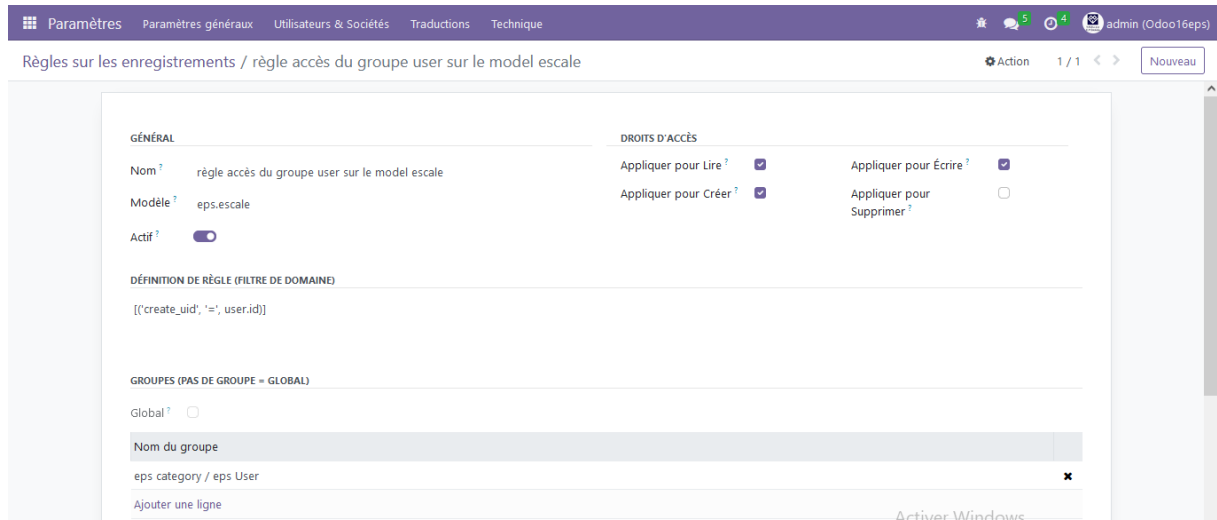 Paramètres Paramètres généraux Utilisateurs & Sociétés Traductions Technique 5 4 admin (Odoo16eps)
Règles sur les enregistrements / règle accès du groupe user sur le model escale Action 1 / 1 Nouveau
GÉNÉRAL
Nom ? règle accès du groupe user sur le model escale
Modèle ? eps.escale
Actif ?
DROITS D'ACCÈS
Appliquer pour Lire ? Appliquer pour Écrire ?
Appliquer pour Créer ? Appliquer pour
Supprimer ?
DÉFINITION DE RÈGLE (FILTRE DE DOMAINE)
[('create_uid', '=', user.id)]
GROUPES (PAS DE GROUPE = GLOBAL)
Global ?
Nom du groupe
eps category / eps User
Ajouter une ligne
Activer Windows